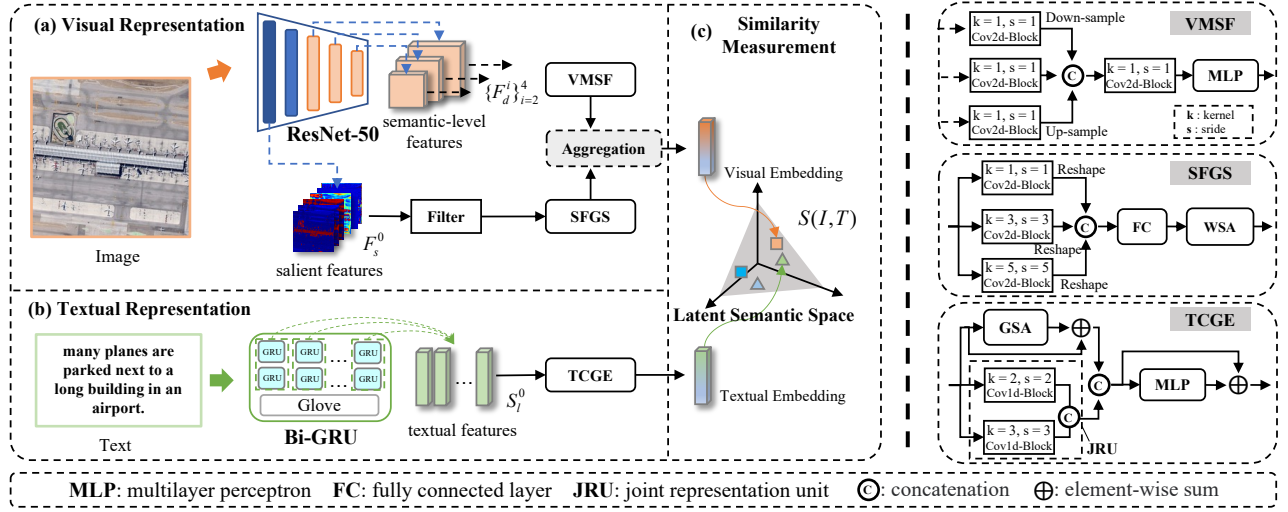 (a) Visual Representation
Image
ResNet-50
{F_d^i}_{i=2}^4
semantic-level
features
F_s^0
salient features
Filter
VMSF
Aggregation
SFGS
(b) Textual Representation
many planes are
parked next to a
long building in an
airport.
Text
GRU GRU ... GRU
GRU GRU ... GRU
Glove
Bi-GRU
...
S_l^0
textual features
TCGE
(c) Similarity
Measurement
Visual Embedding
S(I,T)
Latent Semantic Space
Textual Embedding
VMSF
k = 1, s = 1
Cov2d-Block
Down-sample
k = 1, s = 1
Cov2d-Block
C
k = 1, s = 1
Cov2d-Block
MLP
k = 1, s = 1
Cov2d-Block
Up-sample
k : kernel
s : sride
SFGS
k = 1, s = 1
Cov2d-Block
Reshape
k = 3, s = 3
Cov2d-Block
Reshape
C
FC
WSA
k = 5, s = 5
Cov2d-Block
Reshape
TCGE
GSA
k = 2, s = 2
Cov1d-Block
C
C
MLP
k = 3, s = 3
Cov1d-Block
JRU
MLP: multilayer perceptron FC: fully connected layer JRU: joint representation unit C: concatenation ⊕: element-wise sum